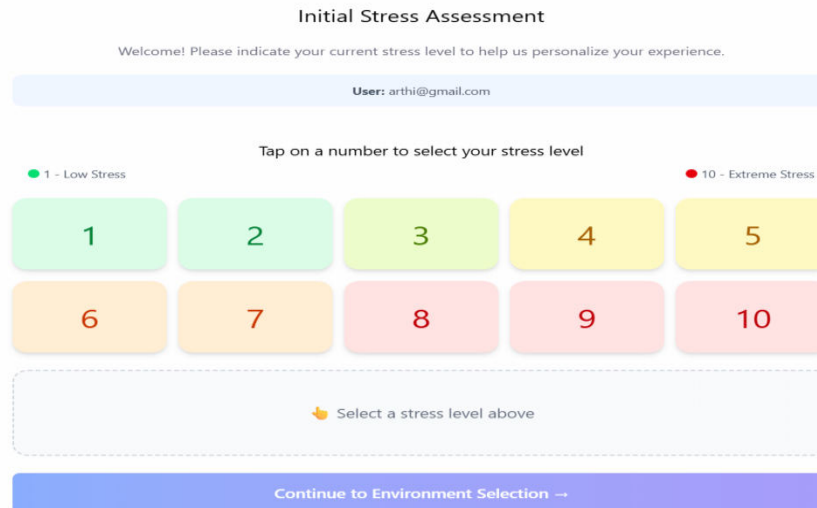 Initial Stress Assessment
Welcome! Please indicate your current stress level to help us personalize your experience.
User: arthi@gmail.com
Tap on a number to select your stress level
1 - Low Stress
10 - Extreme Stress
1 2 3 4 5
6 7 8 9 10
👆 Select a stress level above
Continue to Environment Selection →